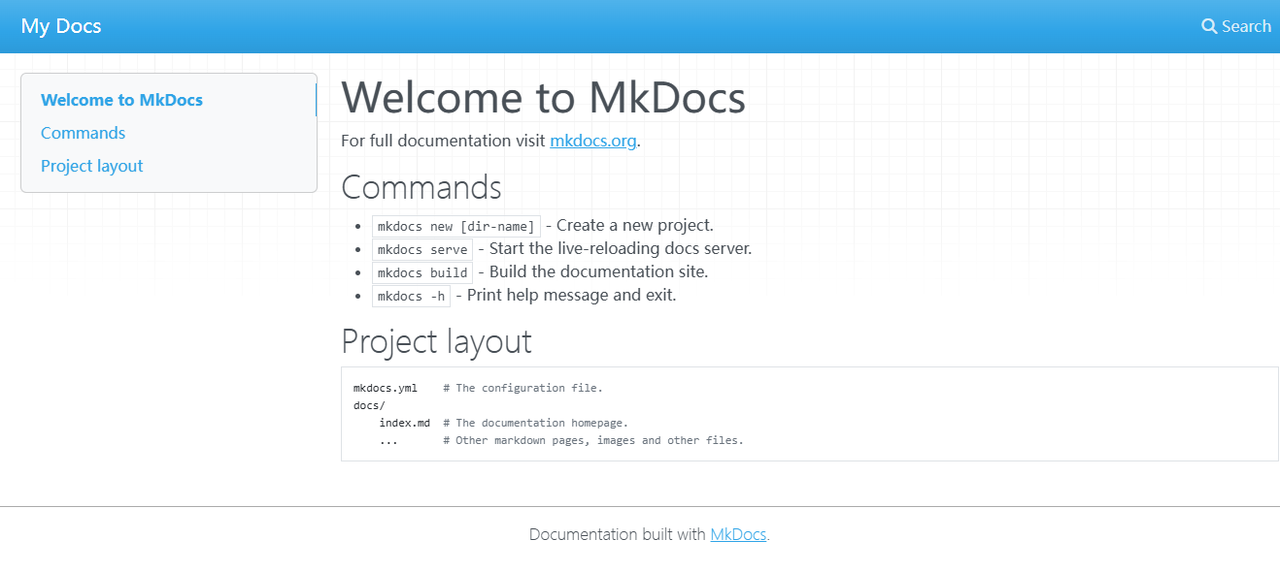 My Docs
Search
Welcome to MkDocs
Commands
Project layout
Welcome to MkDocs
For full documentation visit mkdocs.org.
Commands
• mkdocs new [dir-name] - Create a new project.
• mkdocs serve - Start the live-reloading docs server.
• mkdocs build - Build the documentation site.
• mkdocs -h - Print help message and exit.
Project layout
mkdocs.yml    # The configuration file.
docs/
    index.md  # The documentation homepage.
    ...       # Other markdown pages, images and other files.
Documentation built with MkDocs.